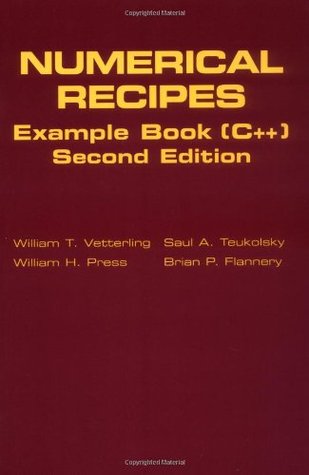 NUMERICAL
RECIPES
Example Book (C++)
Second Edition
William T. Vetterling Saul A. Teukolsky
William H. Press Brian P. Flannery